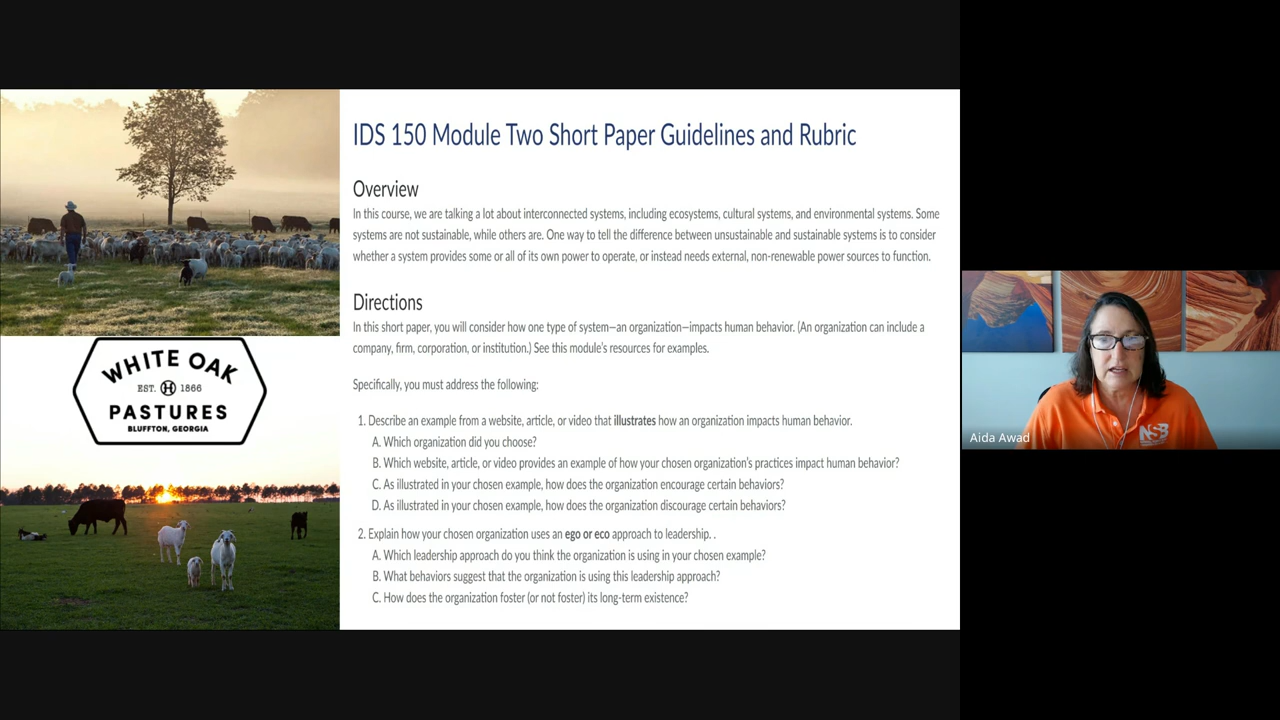 IDS 150 Module Two Short Paper Guidelines and Rubric
Overview
In this course, we are talking a lot about interconnected systems, including ecosystems, cultural systems, and environmental systems. Some
systems are not sustainable, while others are. One way to tell the difference between unsustainable and sustainable systems is to consider
whether a system provides some or all of its own power to operate, or instead needs external, non-renewable power sources to function.
Directions
In this short paper, you will consider how one type of system—an organization—impacts human behavior. (An organization can include a
company, firm, corporation, or institution.) See this module's resources for examples.
Specifically, you must address the following:
1. Describe an example from a website, article, or video that illustrates how an organization impacts human behavior.
A. Which organization did you choose?
B. Which website, article, or video provides an example of how your chosen organization's practices impact human behavior?
C. As illustrated in your chosen example, how does the organization encourage certain behaviors?
D. As illustrated in your chosen example, how does the organization discourage certain behaviors?
2. Explain how your chosen organization uses an ego or eco approach to leadership. .
A. Which leadership approach do you think the organization is using in your chosen example?
B. What behaviors suggest that the organization is using this leadership approach?
C. How does the organization foster (or not foster) its long-term existence?
WHITE OAK
EST. H 1866
PASTURES
BLUFFTON, GEORGIA
NSB
Aida Awad